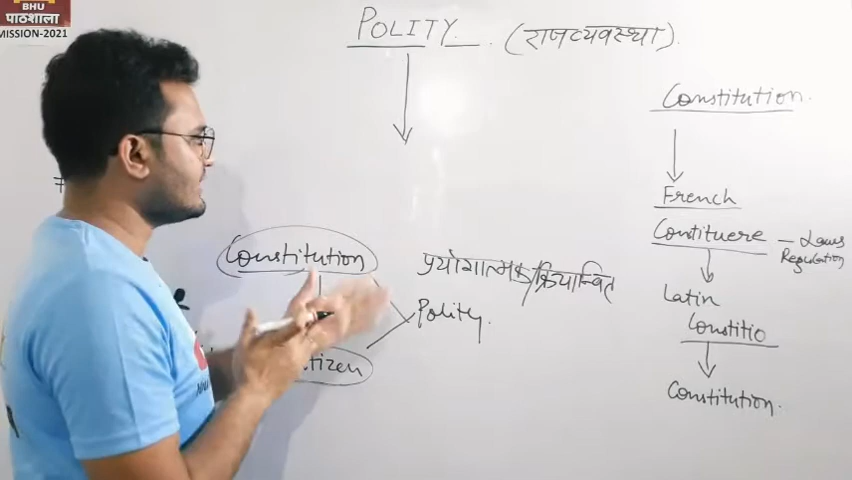 BHU
पाठशाला
MISSION-2021
POLITY. (राजव्यवस्था).
Constitution.
French
Constituere — Laws
Regulation
Latin
Constitio
Constitution.
Constitution
प्रयोगात्मक/क्रियान्वित
Polity.
tizen